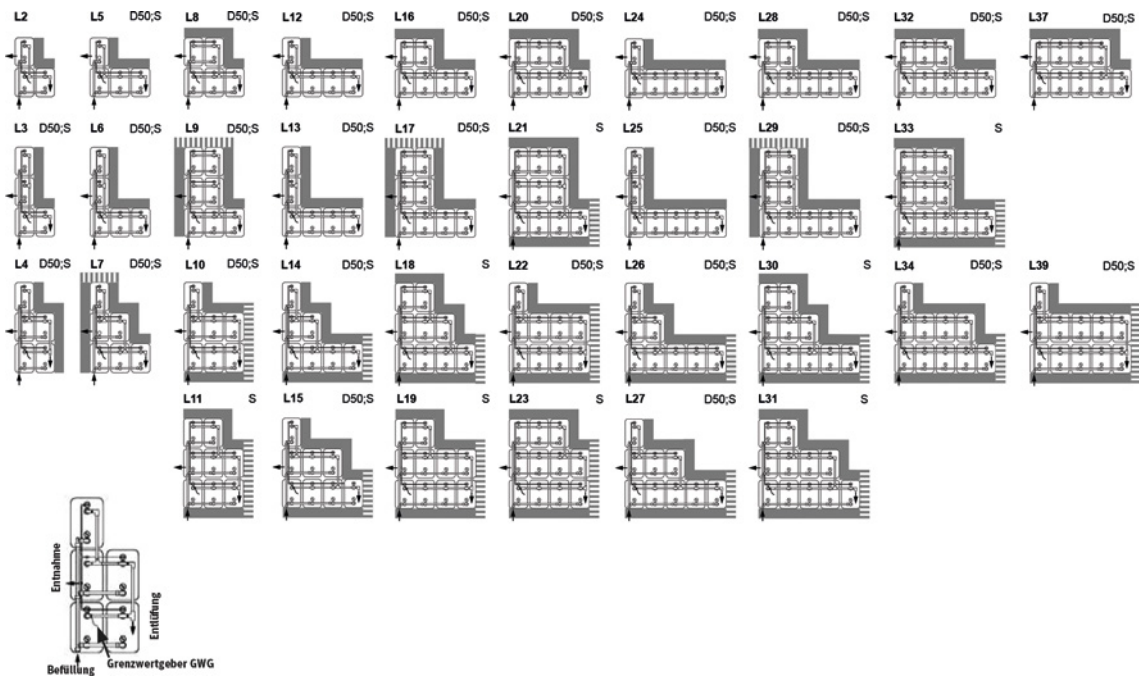 L2 L5 D50;S L8 D50;S L12 D50;S L16 D50;S L20 D50;S L24 D50;S L28 D50;S L32 D50;S L37 D50;S
L3 D50;S L6 D50;S L9 D50;S L13 D50;S L17 D50;S L21 S L25 D50;S L29 D50;S L33 S
L4 D50;S L7 D50;S L10 D50;S L14 D50;S L18 S L22 D50;S L26 D50;S L30 S L34 D50;S L39 D50;S
L11 S L15 D50;S L19 S L23 S L27 D50;S L31 S
Entnahme
Entlüfung
Grenzwertgeber GWG
Befüllung